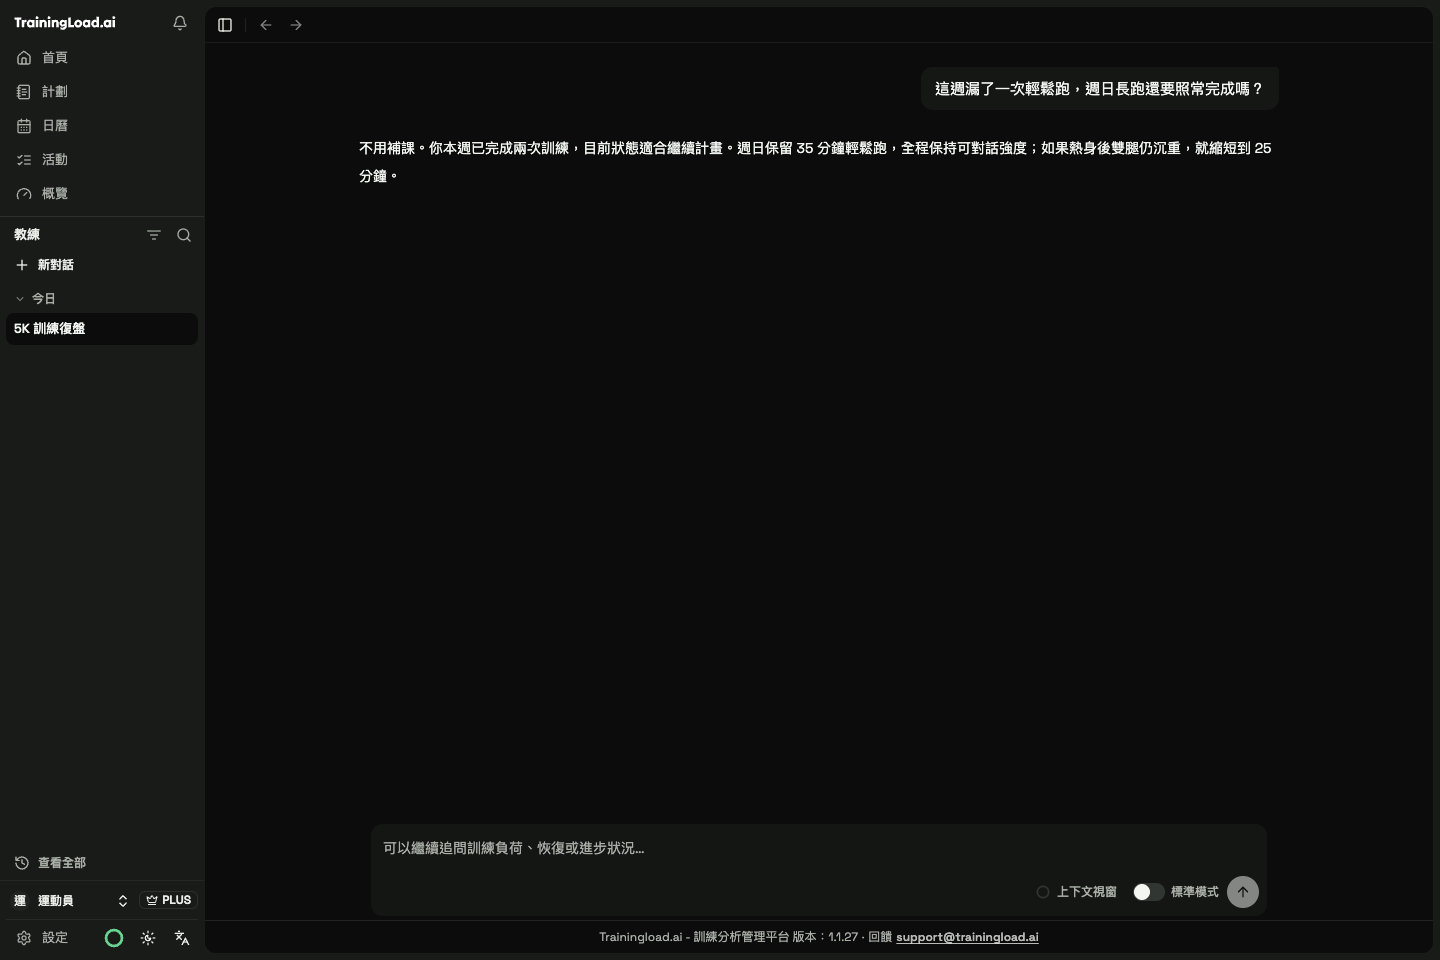 TrainingLoad.ai
首頁
計劃
日曆
活動
概覽
教練
新對話
今日
5K 訓練復盤
這週漏了一次輕鬆跑，週日長跑還要照常完成嗎？
不用補課。你本週已完成兩次訓練，目前狀態適合繼續計畫。週日保留 35 分鐘輕鬆跑，全程保持可對話強度；如果熱身後雙腿仍沉重，就縮短到 25
分鐘。
可以繼續追問訓練負荷、恢復或進步狀況...
上下文視窗
標準模式
查看全部
運 運動員 PLUS
設定
Trainingload.ai - 訓練分析管理平台 版本：1.1.27 · 回饋 support@trainingload.ai